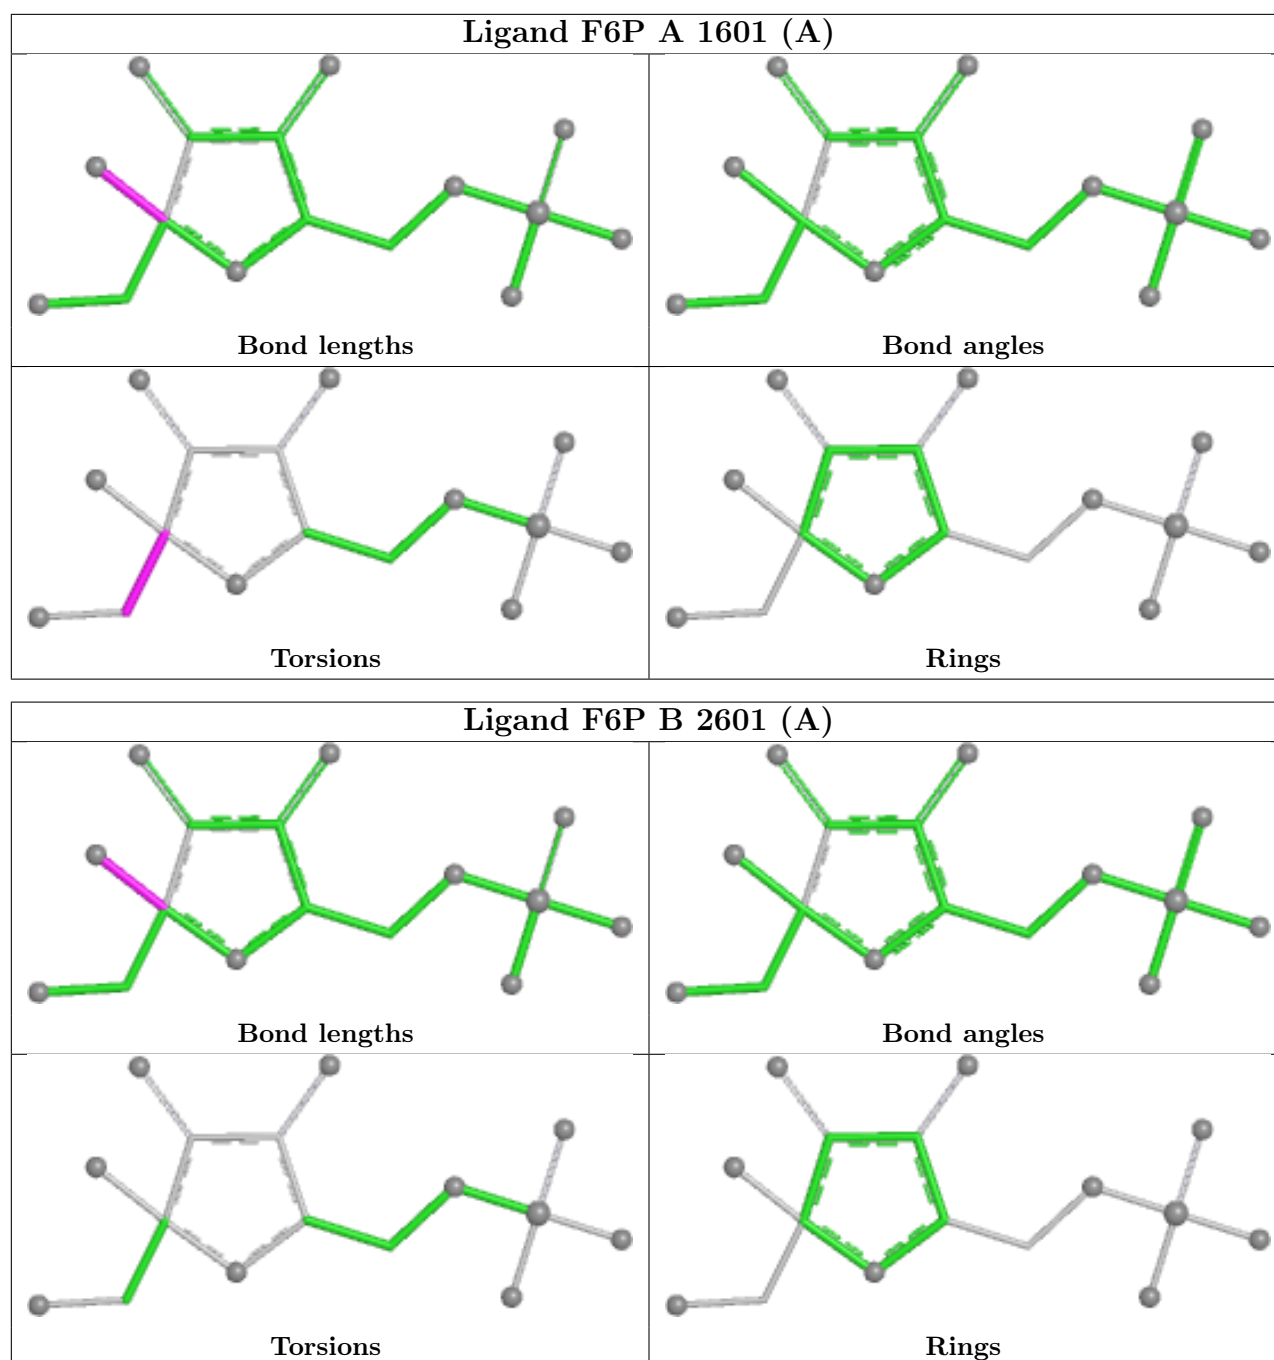 Ligand F6P A 1601 (A)
Bond lengths
Bond angles
Torsions
Rings
Ligand F6P B 2601 (A)
Bond lengths
Bond angles
Torsions
Rings